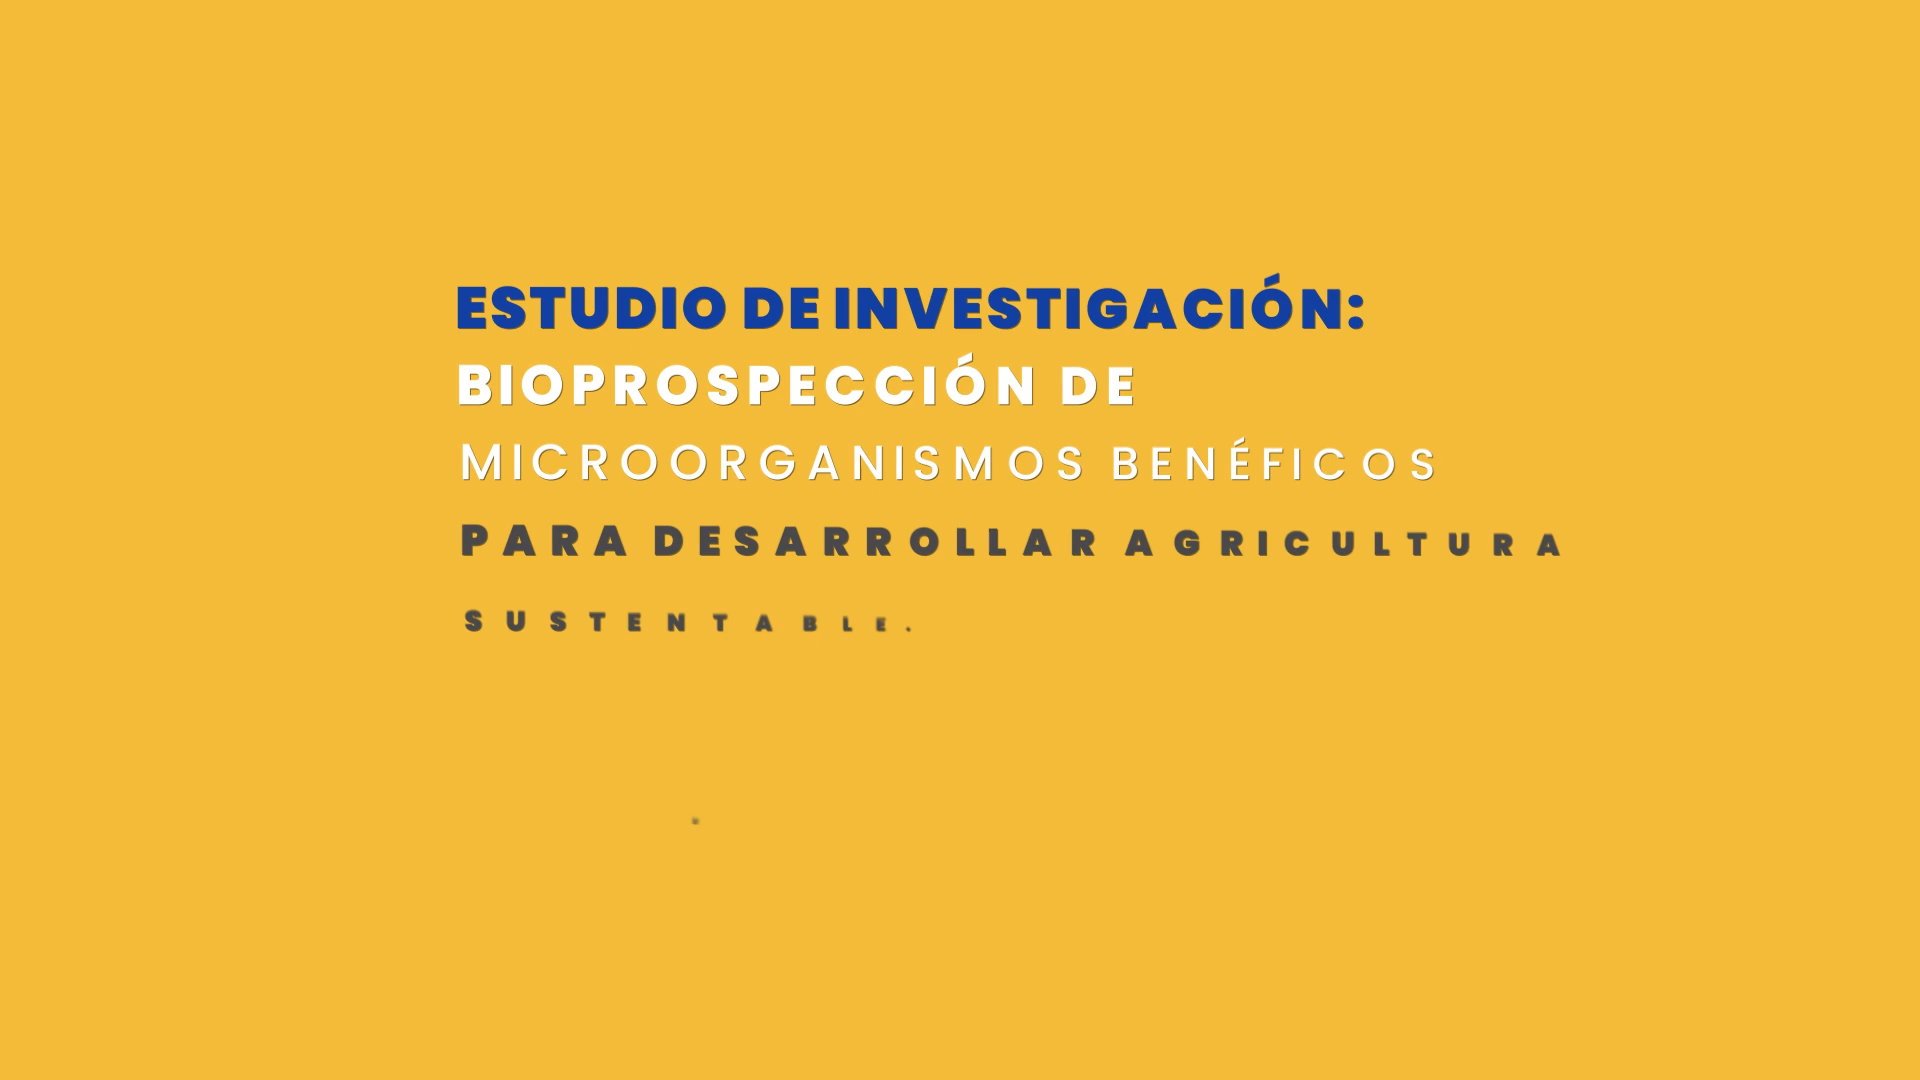 ESTUDIO DE INVESTIGACIÓN:
BIOPROSPECCIÓN DE
MICROORGANISMOS BENÉFICOS
PARA DESARROLLAR AGRICULTURA
SUSTENTABLE.